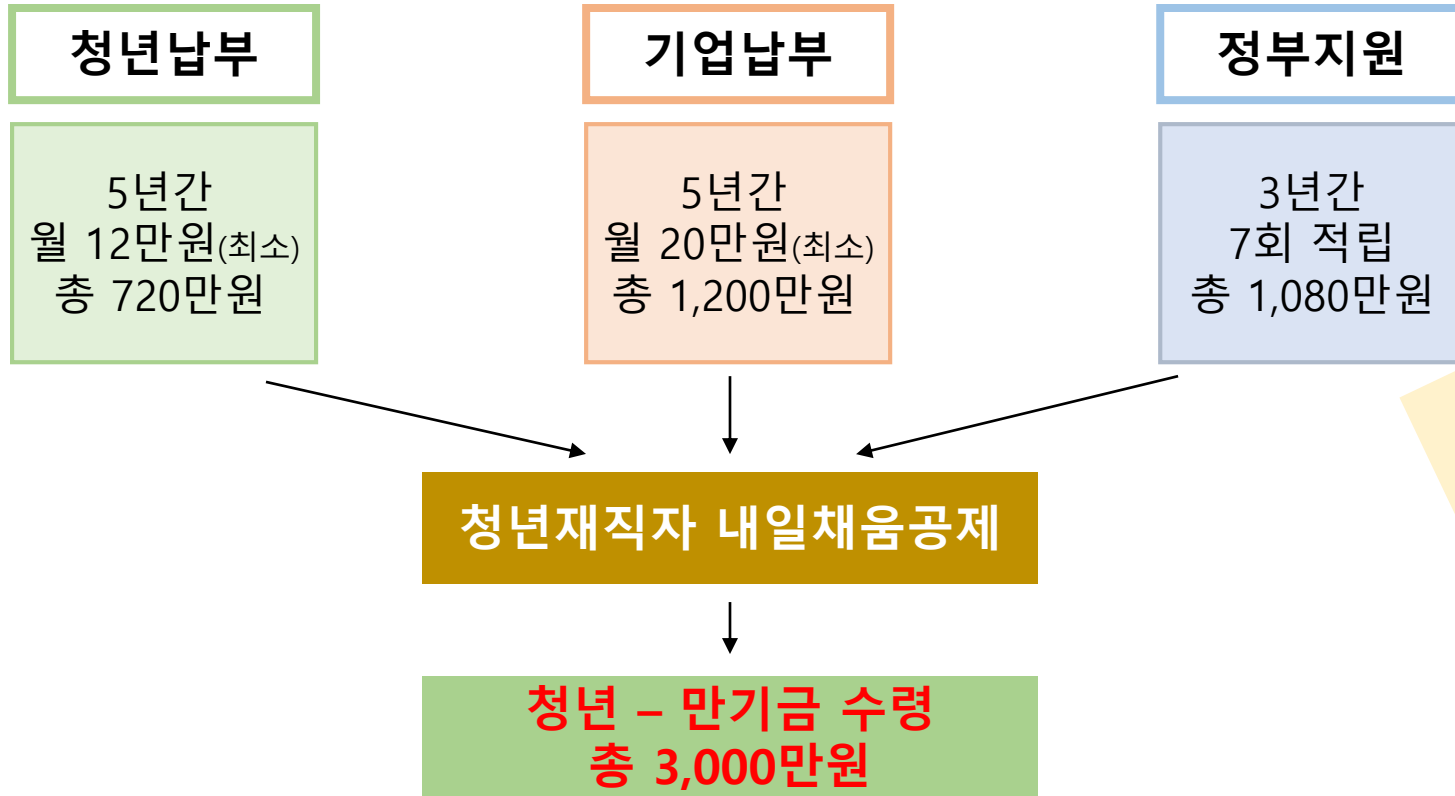 청년납부
기업납부
정부지원
5년간
월 12만원(최소)
총 720만원
5년간
월 20만원(최소)
총 1,200만원
3년간
7회 적립
총 1,080만원
청년재직자 내일채움공제
청년 – 만기금 수령
총 3,000만원